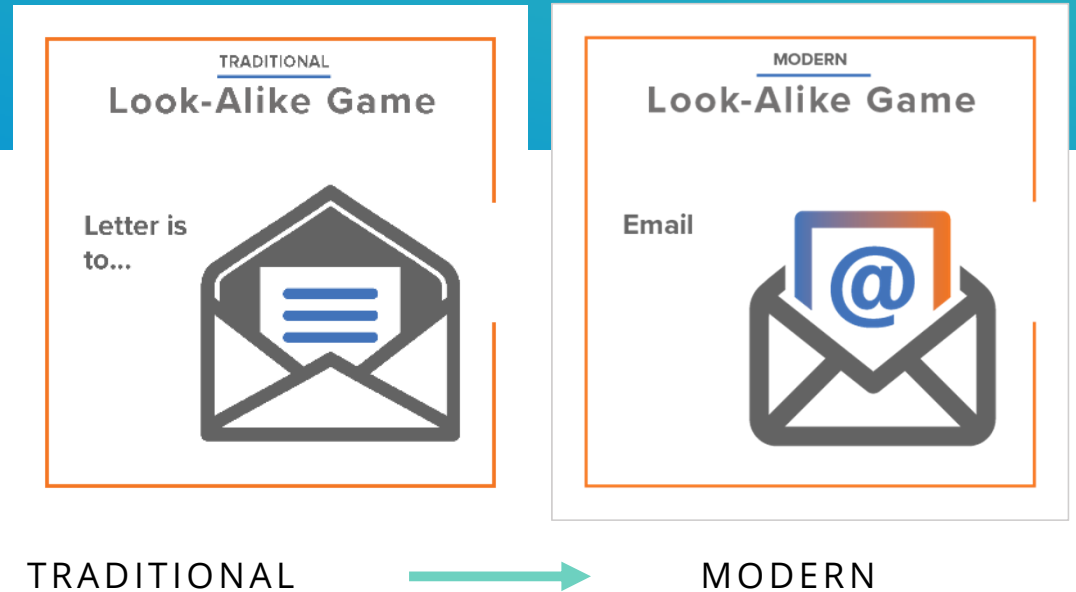 TRADITIONAL
Look-Alike Game
Letter is
to...
MODERN
Look-Alike Game
Email
@
TRADITIONAL
MODERN